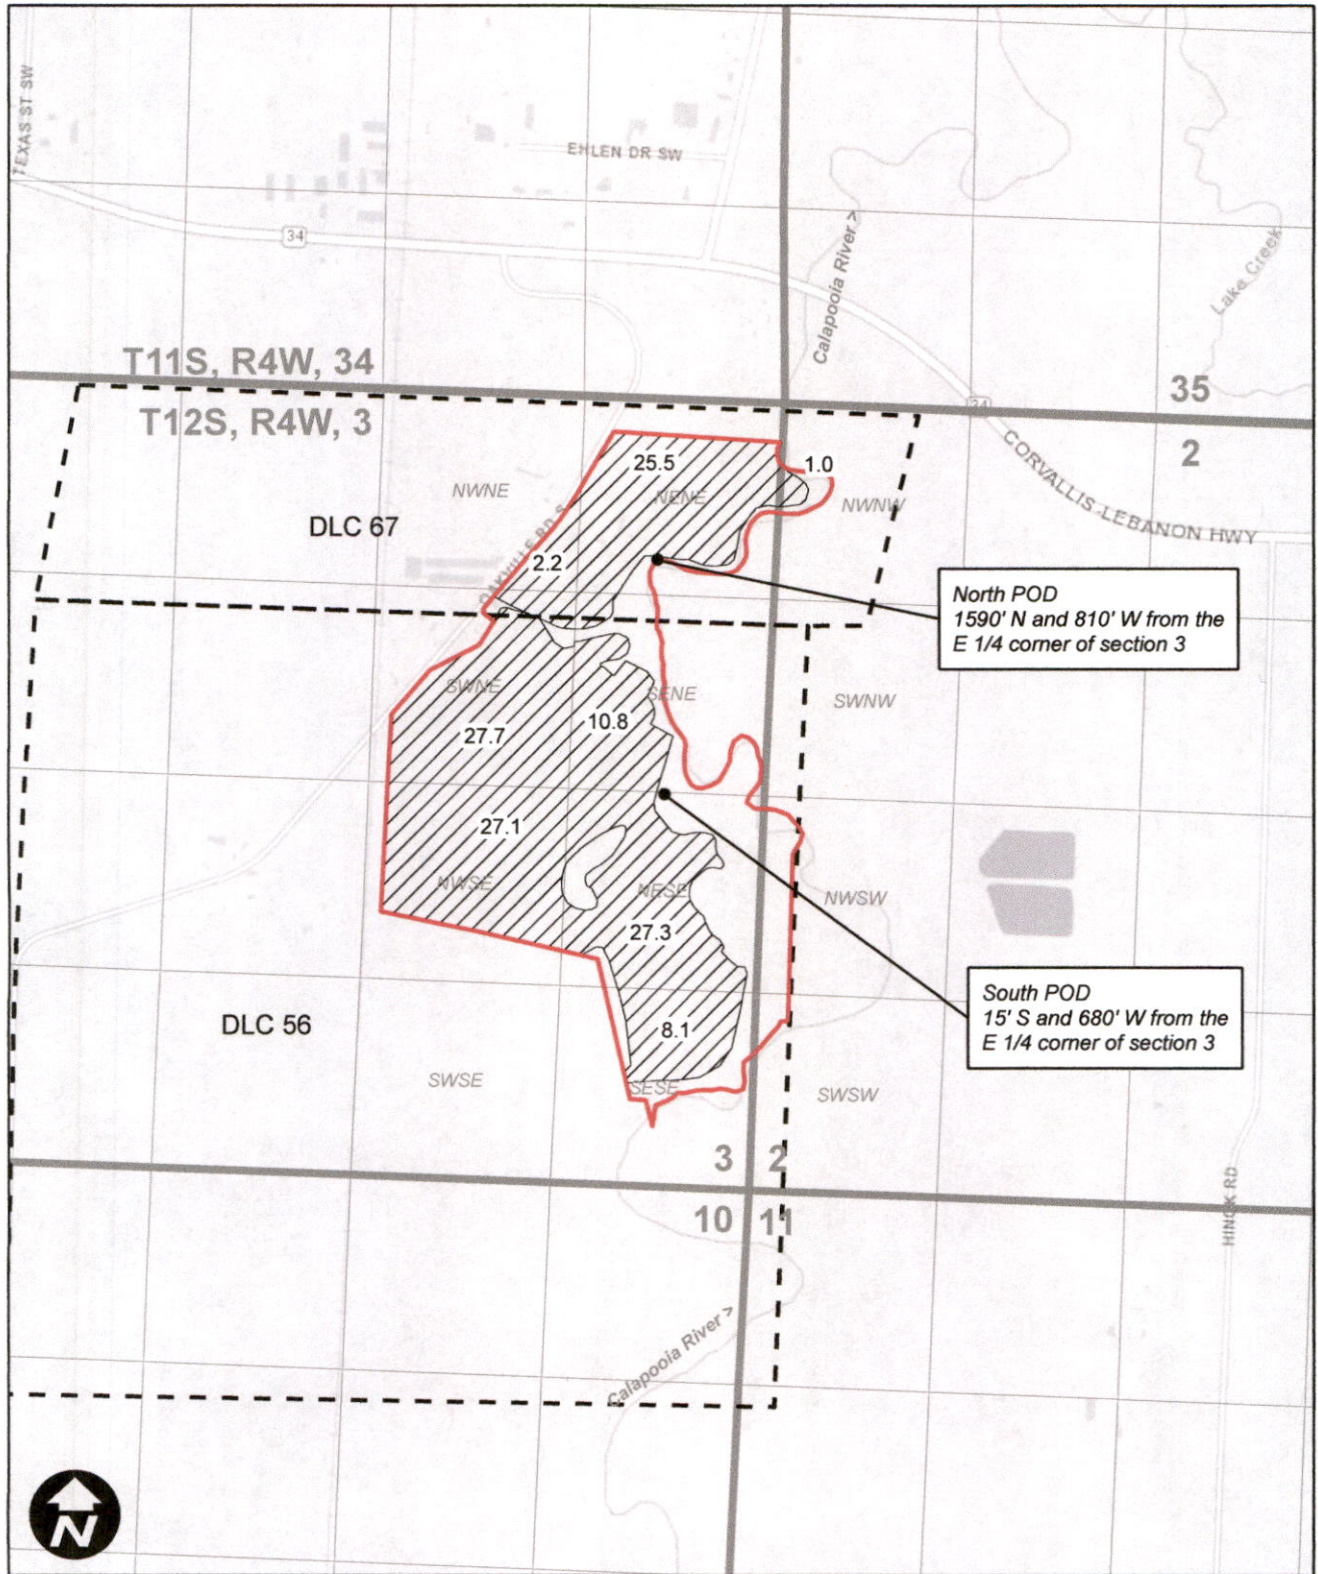 TEXAS ST SW
EHLEN DR SW
34
Calapooia River >
Lake Creek
T11S, R4W, 34
35
T12S, R4W, 3
2
34
CORVALLIS-LEBANON HWY
25.5
1.0
NWNE
NENE
NWNW
DLC 67
OAKVILLE RD S
2.2
North POD
1590' N and 810' W from the
E 1/4 corner of section 3
SWNE
SENE
SWNW
27.7
10.8
27.1
NWSE
NESE
NWSW
27.3
South POD
15' S and 680' W from the
E 1/4 corner of section 3
DLC 56
8.1
SWSE
SESE
SWSW
3
2
10
11
HINCK RD
Calapooia River >
N